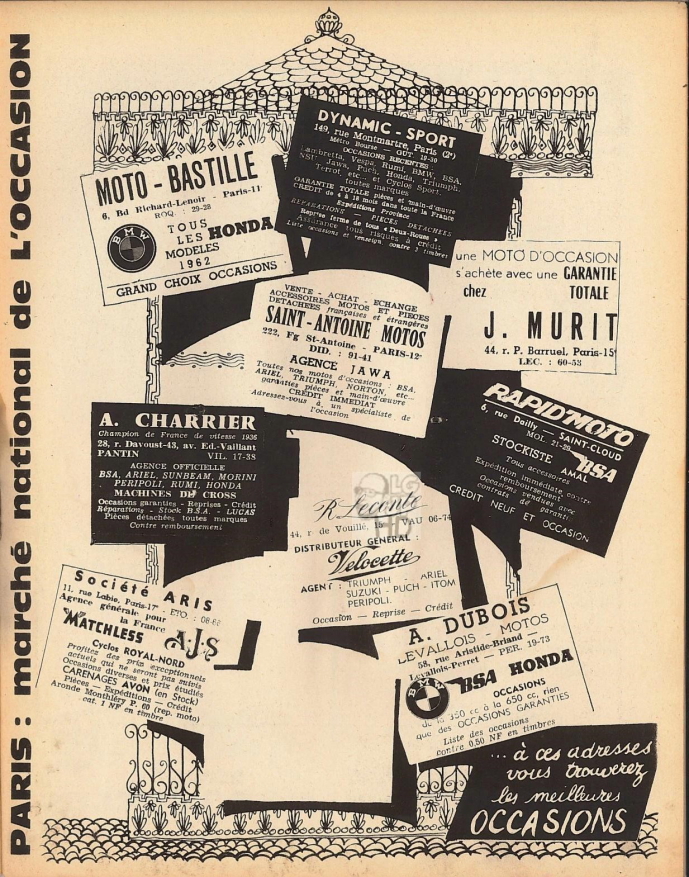 PARIS : marché national de L'OCCASION
DYNAMIC - SPORT
149, rue Montmartre, Paris (2e)
Métro Bourse — GUT. 19-30
OCCASIONS RECENTES
Lambretta, Vespa, Rumi, BMW, BSA,
NSU, Jawa, Puch, Honda, Triumph,
Terrot, etc... et Cyclos Sport.
toutes marques
GARANTIE TOTALE pièces et main-d'œuvre
CREDIT de 4 à 18 mois dans toute la France
Expéditions Province
REPARATIONS — PIECES DETACHEES
Reprise ferme de tous « Deux-Roues »
Assurance tous risques à crédit
Liste occasions et renseign. contre 2 timbres
MOTO - BASTILLE
6, Bd Richard-Lenoir - Paris-11e
ROQ. : 29-28
BMW
TOUS
LES HONDA
MODELES
1962
GRAND CHOIX OCCASIONS
une MOTO D'OCCASION
s'achète avec une GARANTIE
chez TOTALE
J. MURIT
44, r. P. Barruel, Paris-15e
LEC. : 60-53
VENTE - ACHAT - ECHANGE
ACCESSOIRES MOTOS ET PIECES
DETACHEES françaises et étrangères
SAINT-ANTOINE MOTOS
222, Fg St-Antoine - PARIS-12e
DID. : 91-41
AGENCE JAWA
Toutes nos motos d'occasions : BSA,
ARIEL, TRIUMPH, NORTON, etc...
garanties pièces et main-d'œuvre
CREDIT IMMEDIAT
Adressez-vous à un spécialiste de
l'occasion
RAPID'MOTO
6, rue Dailly — SAINT-CLOUD
MOL. 21-29
STOCKISTE BSA
AMAL
Tous accessoires
Expédition immédiate contre
remboursement
Occasions vendues avec
contrats de garantie
CREDIT NEUF ET OCCASION
A. CHARRIER
Champion de France de vitesse 1936
28, r. Davoust-43, av. Ed.-Vaillant
PANTIN VIL. 17-38
AGENCE OFFICIELLE
BSA, ARIEL, SUNBEAM, MORINI
PERIPOLI, RUMI, HONDA
MACHINES DE CROSS
Occasions garanties - Reprises - Crédit
Réparations - Stock B.S.A. - LUCAS
Pièces détachées toutes marques
Contre remboursement
R. Leconte
44, r. de Vouillé, 15e VAU 06-74
DISTRIBUTEUR GENERAL :
Velocette
AGENT : TRIUMPH - ARIEL
SUZUKI - PUCH - ITOM
PERIPOLI.
Occasion — Reprise — Crédit
Société ARIS
11, rue Labie, Paris-17e - ETO. : 08-68
Agence générale pour
la France
MATCHLESS AJS
Cyclos ROYAL-NORD
Profitez des prix exceptionnels
actuels qui ne seront pas suivis
Occasions diverses et prix étudiés
CARENAGES AVON (en Stock)
Pièces — Expéditions — Crédit
Aronde Monthléry P. 60 (rep. moto)
cat. 1 NF en timbre
A. DUBOIS
LEVALLOIS - MOTOS
58, rue Aristide-Briand —
Levallois-Perret — PER. 19-73
BMW BSA HONDA
OCCASIONS
de la 350 cc à la 650 cc, rien
que des OCCASIONS GARANTIES
Liste des occasions
contre 0,50 NF en timbres
... à ces adresses
vous trouverez
les meilleures
OCCASIONS